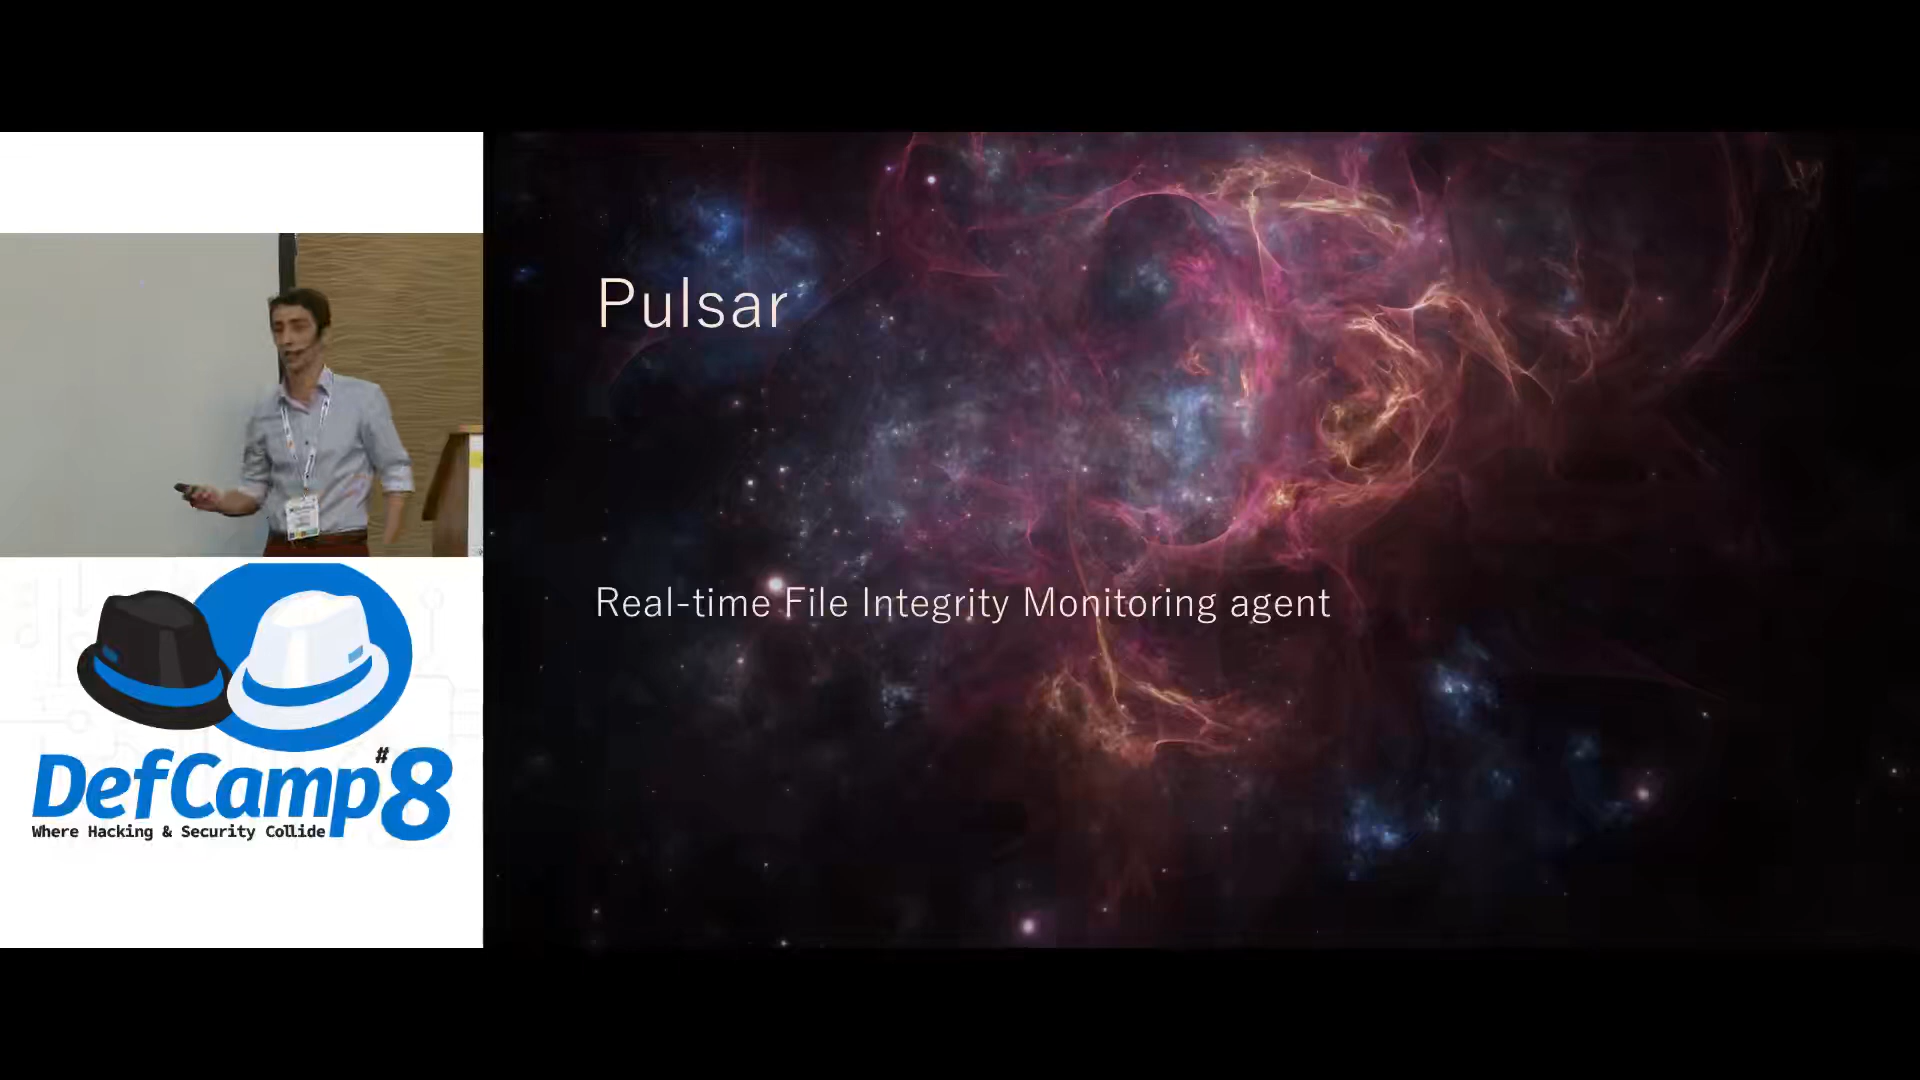 Pulsar
Real-time File Integrity Monitoring agent
DefCamp#8
Where Hacking & Security Collide